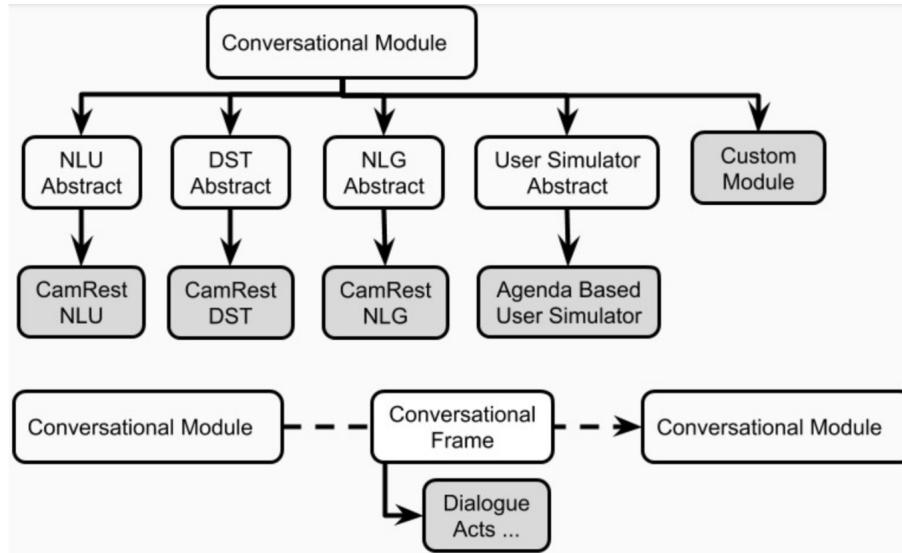 Conversational Module
NLU
Abstract
DST
Abstract
NLG
Abstract
User Simulator
Abstract
Custom
Module
CamRest
NLU
CamRest
DST
CamRest
NLG
Agenda Based
User Simulator
Conversational Module
Conversational
Frame
Conversational Module
Dialogue
Acts ...